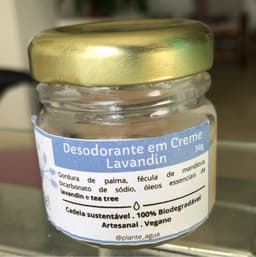 Desodorante em Creme
Lavandin 30g
Gordura de palma, fécula de mandioca,
bicarbonato de sódio, óleos essenciais de
lavandin e tea tree
Cadeia sustentável . 100% Biodegradável
Artesanal . Vegano
@plante_agua